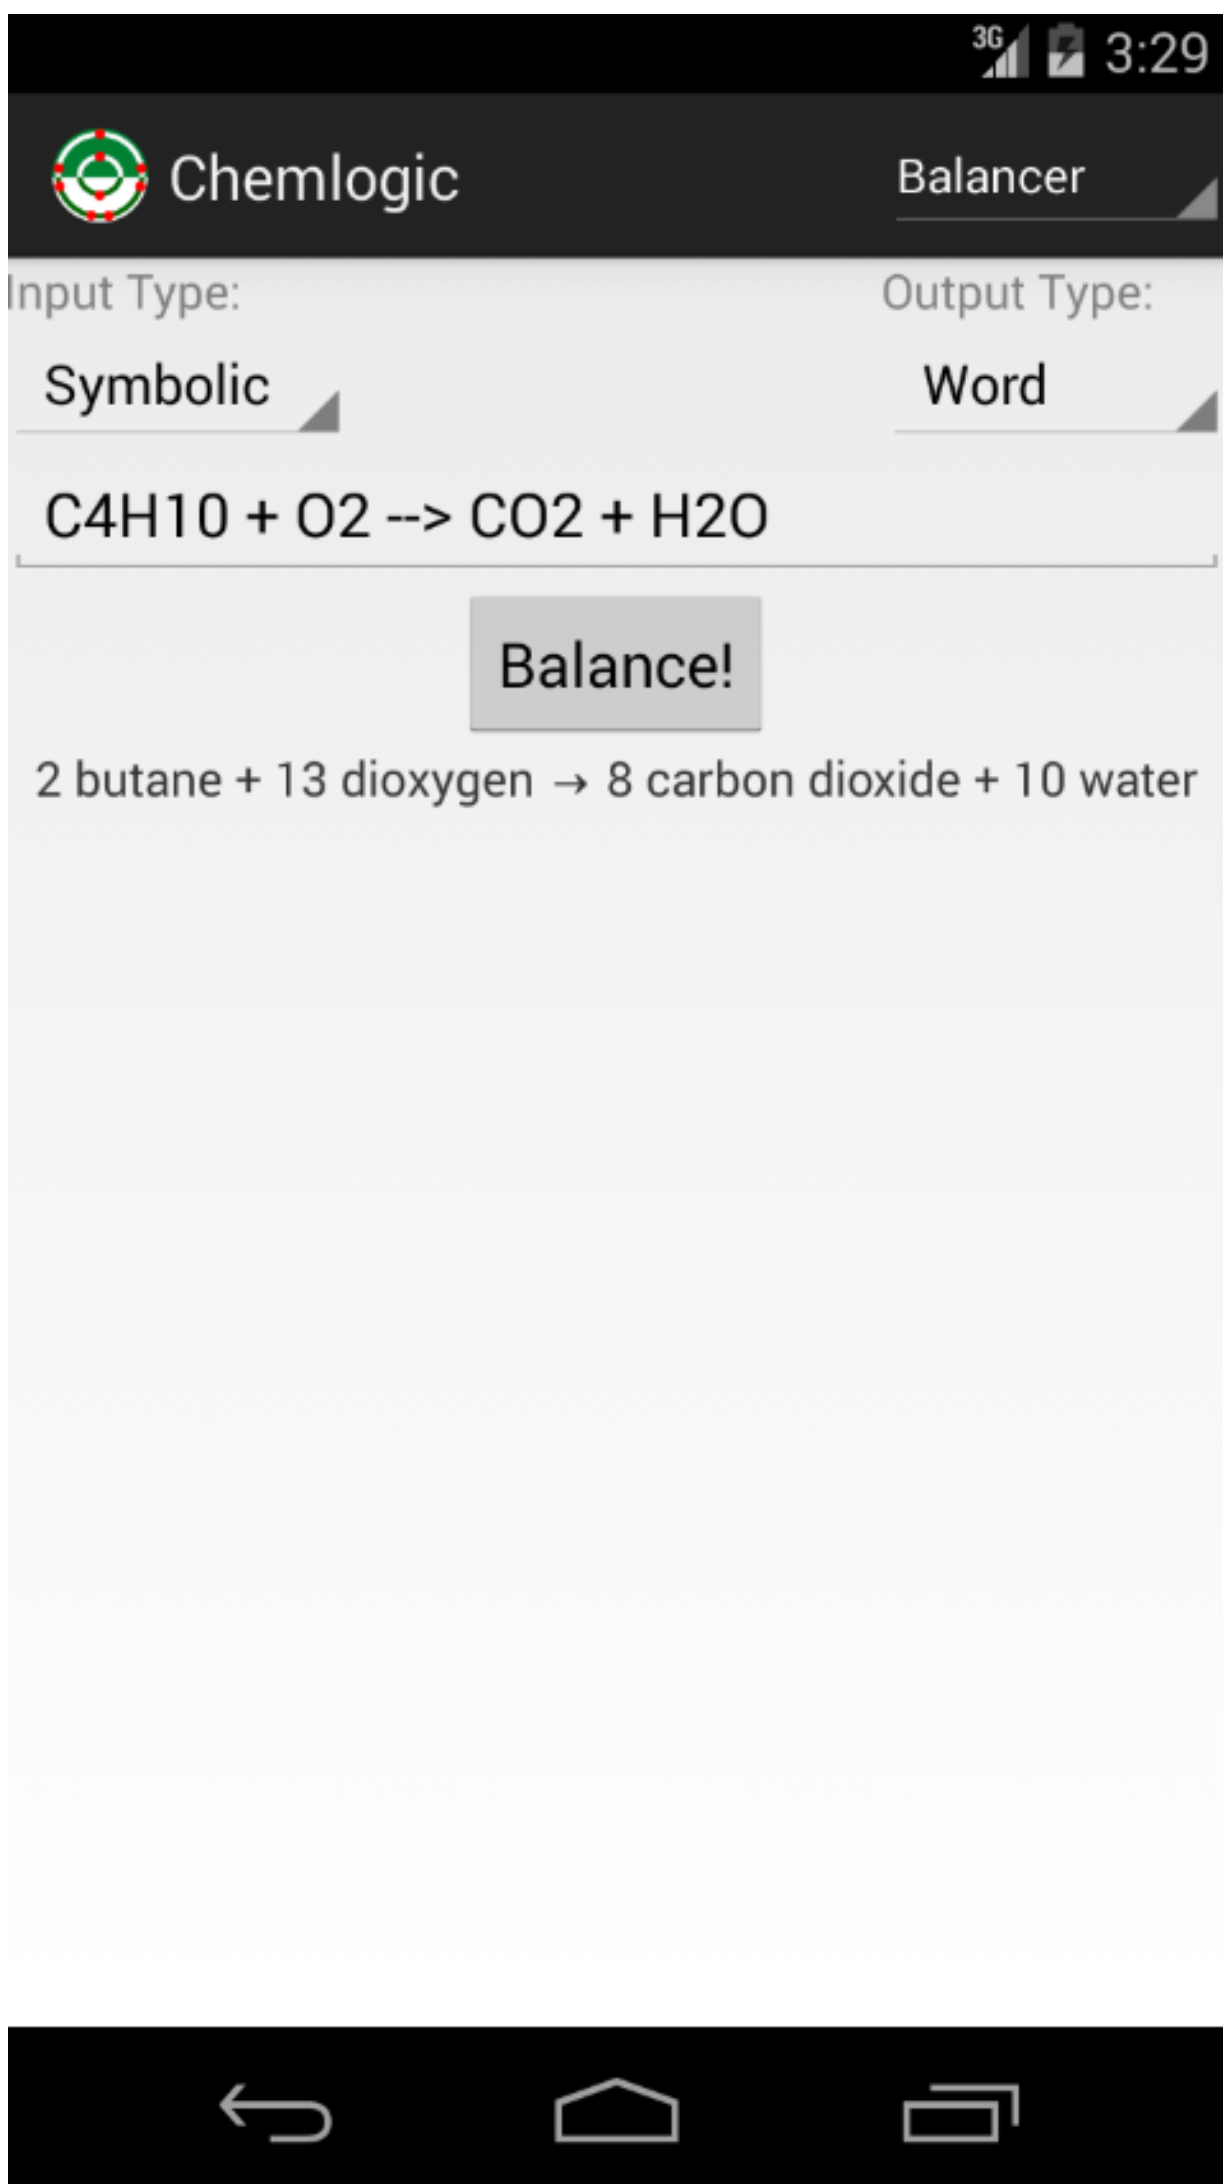 3G 3:29
Chemlogic Balancer
Input Type: Output Type:
Symbolic Word
C4H10 + O2 --> CO2 + H2O
Balance!
2 butane + 13 dioxygen → 8 carbon dioxide + 10 water